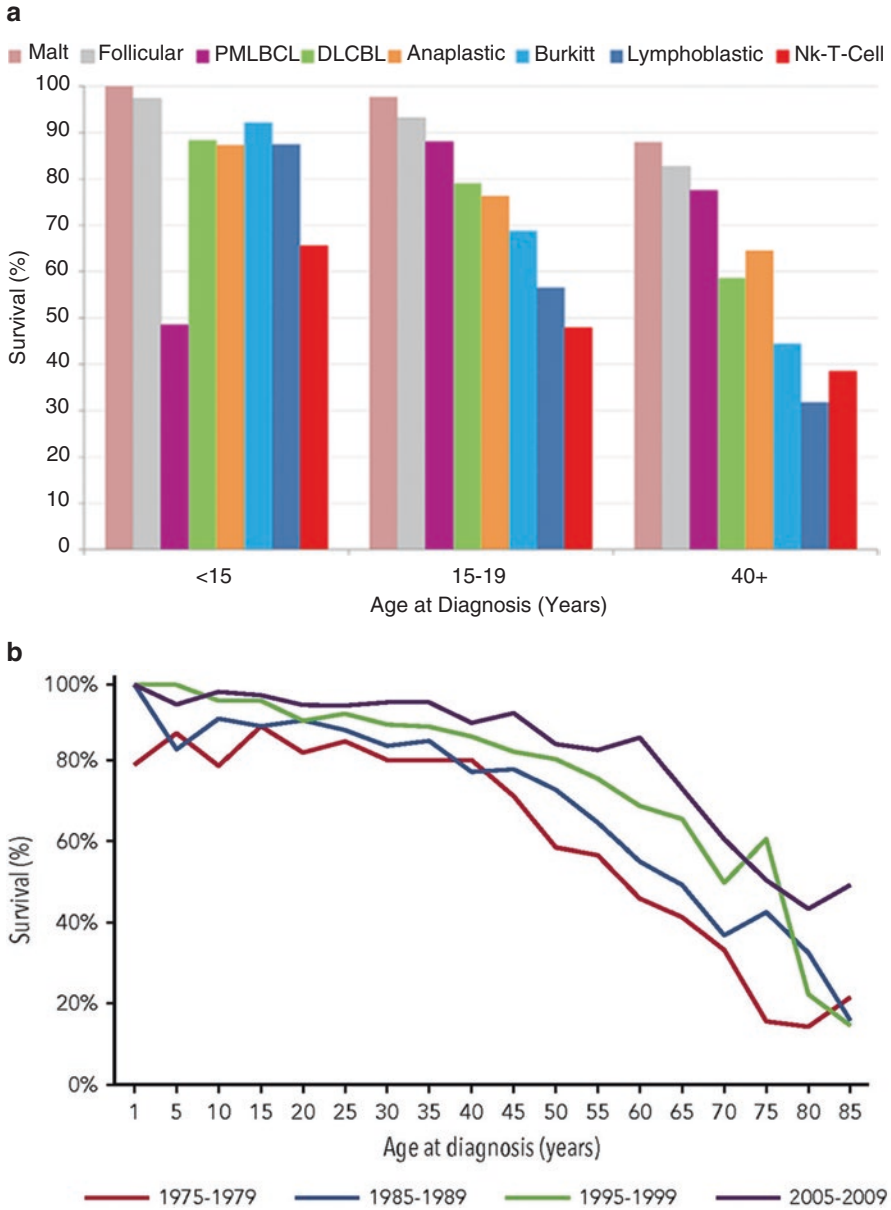 a
Malt Follicular PMLBCL DLCBL Anaplastic Burkitt Lymphoblastic Nk-T-Cell
100
90
80
70
60
50
40
30
20
10
0
Survival (%)
<15 15-19 40+
Age at Diagnosis (Years)
b
100%
80%
60%
40%
20%
0%
Survival (%)
1 5 10 15 20 25 30 35 40 45 50 55 60 65 70 75 80 85
Age at diagnosis (years)
1975-1979 1985-1989 1995-1999 2005-2009